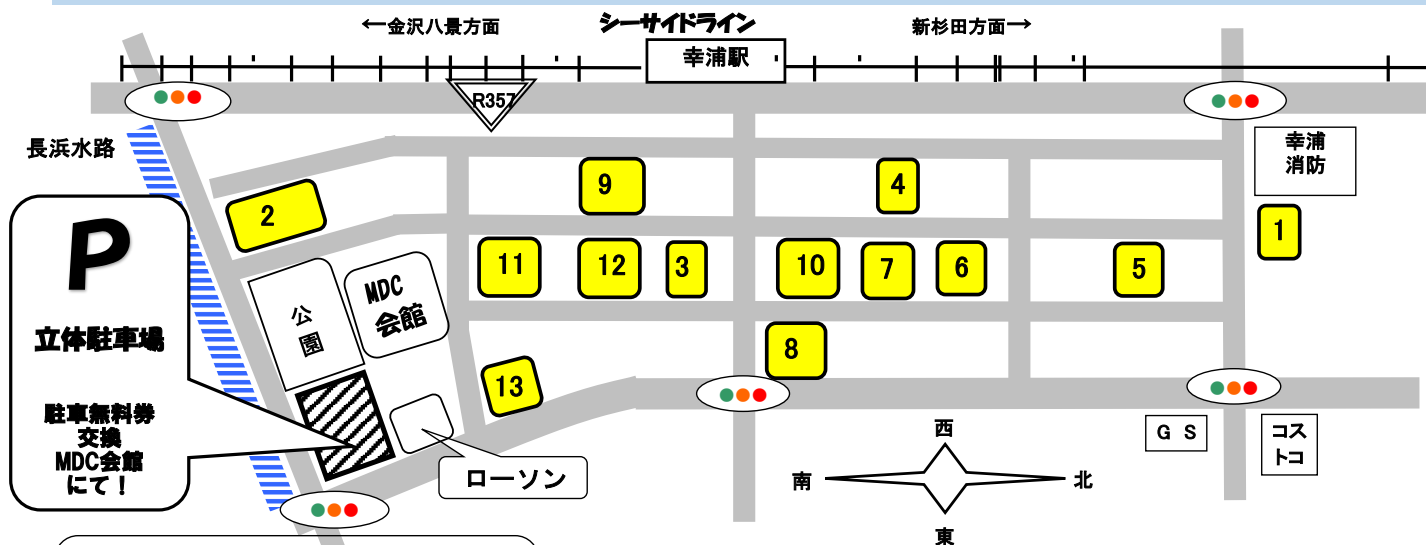 ←金沢八景方面
シーサイドライン
新杉田方面→
幸浦駅
R357
長浜水路
幸浦
消防
P
立体駐車場
駐車無料券
交換
MDC会館
にて！
2
9
4
1
11
12
3
10
7
6
5
公
園
MDC
会館
8
13
ローソン
G S
コス
トコ
西
南
北
東